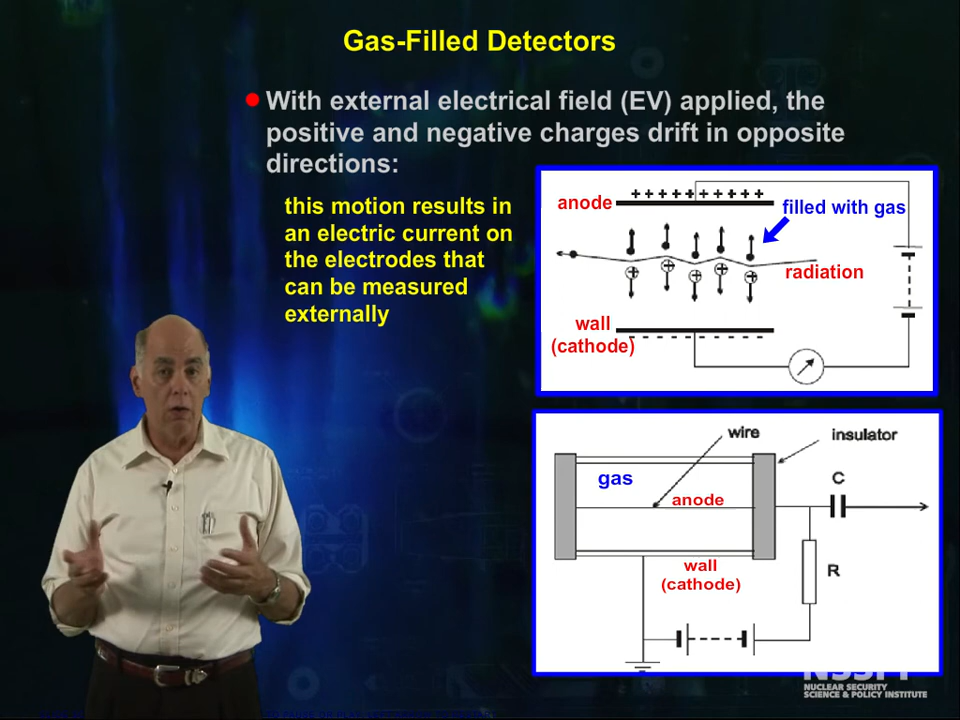 Gas-Filled Detectors
With external electrical field (EV) applied, the
positive and negative charges drift in opposite
directions:
this motion results in
an electric current on
the electrodes that
can be measured
externally
anode
+ + + + + + + + + +
filled with gas
radiation
wall
(cathode)
wire
insulator
gas
anode
C
wall
(cathode)
R
NUCLEAR SECURITY
SCIENCE & POLICY INSTITUTE